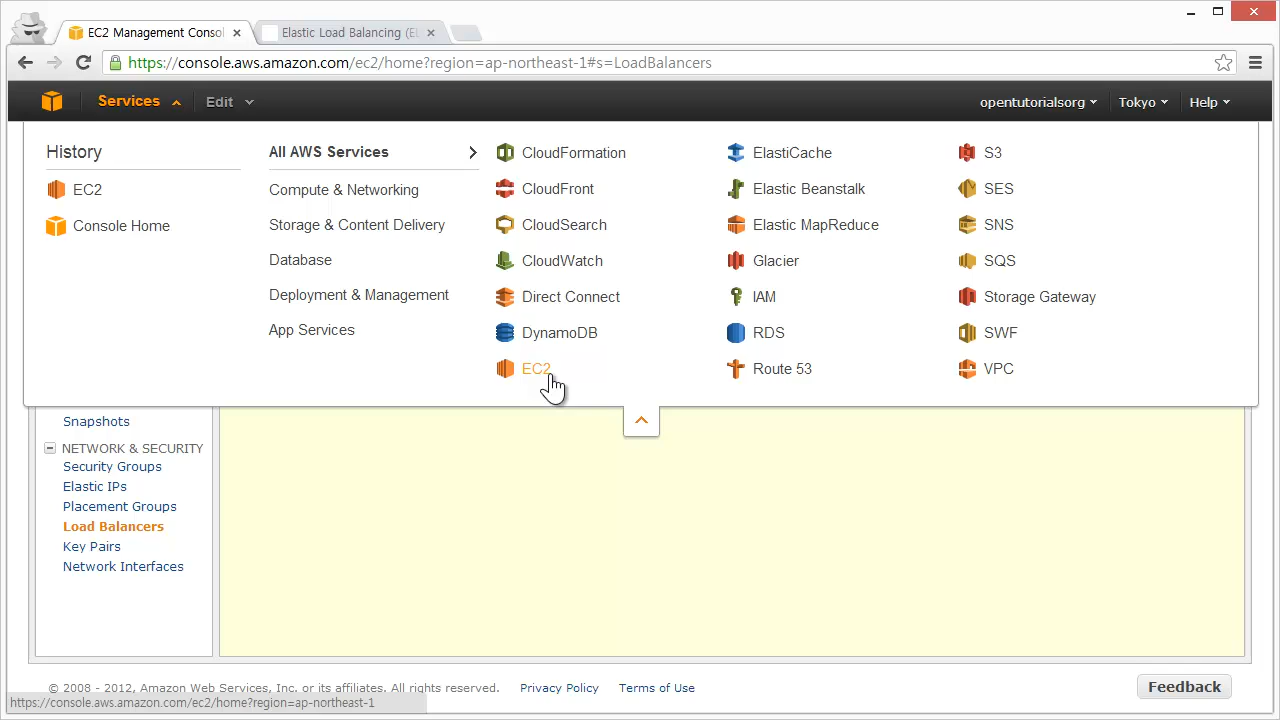 EC2 Management Consol
Elastic Load Balancing (EL
https://console.aws.amazon.com/ec2/home?region=ap-northeast-1#s=LoadBalancers
Services
Edit
opentutorialsorg
Tokyo
Help
History
EC2
Console Home
All AWS Services
Compute & Networking
Storage & Content Delivery
Database
Deployment & Management
App Services
CloudFormation
CloudFront
CloudSearch
CloudWatch
Direct Connect
DynamoDB
EC2
ElastiCache
Elastic Beanstalk
Elastic MapReduce
Glacier
IAM
RDS
Route 53
S3
SES
SNS
SQS
Storage Gateway
SWF
VPC
Snapshots
NETWORK & SECURITY
Security Groups
Elastic IPs
Placement Groups
Load Balancers
Key Pairs
Network Interfaces
© 2008 - 2012, Amazon Web Services, Inc. or its affiliates. All rights reserved.
Privacy Policy
Terms of Use
Feedback
https://console.aws.amazon.com/ec2/home?region=ap-northeast-1